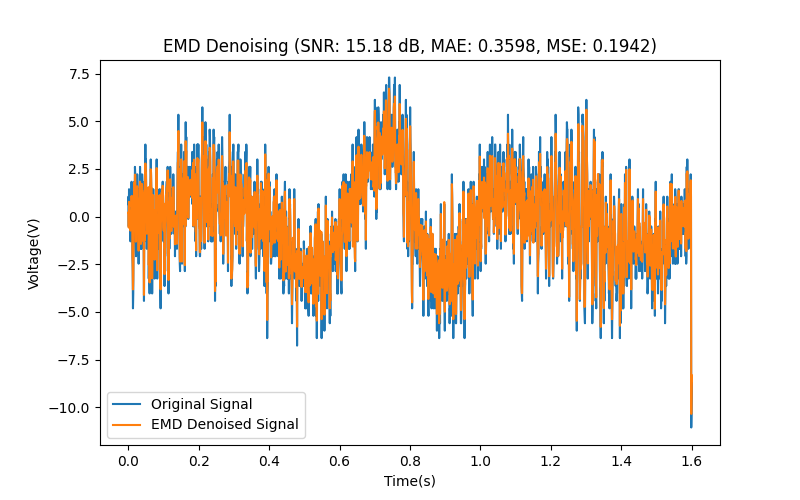 EMD Denoising (SNR: 15.18 dB, MAE: 0.3598, MSE: 0.1942)
7.5
5.0
2.5
0.0
−2.5
−5.0
−7.5
−10.0
Voltage(V)
Original Signal
EMD Denoised Signal
0.0 0.2 0.4 0.6 0.8 1.0 1.2 1.4 1.6
Time(s)